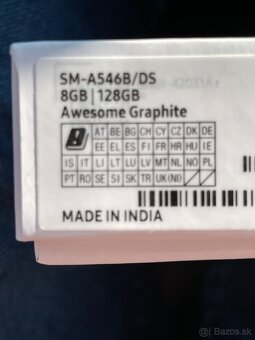 SM-A546B/DS
8GB | 128GB
Awesome Graphite
AT BE BG CH CY CZ DK DE
EE EL ES FI FR HR HU IE
IS IT LI LT LU LV MT NL NO PL
PT RO SE SI SK TR UK(NI)
MADE IN INDIA
Bazar.sk